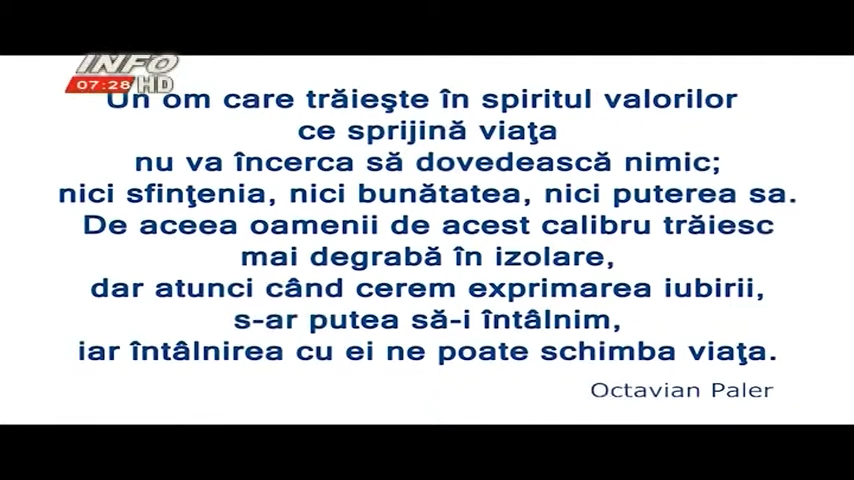 INFO
07:28 HD
Un om care trăieşte în spiritul valorilor
ce sprijină viaţa
nu va încerca să dovedească nimic;
nici sfinţenia, nici bunătatea, nici puterea sa.
De aceea oamenii de acest calibru trăiesc
mai degrabă în izolare,
dar atunci când cerem exprimarea iubirii,
s-ar putea să-i întâlnim,
iar întâlnirea cu ei ne poate schimba viaţa.
Octavian Paler